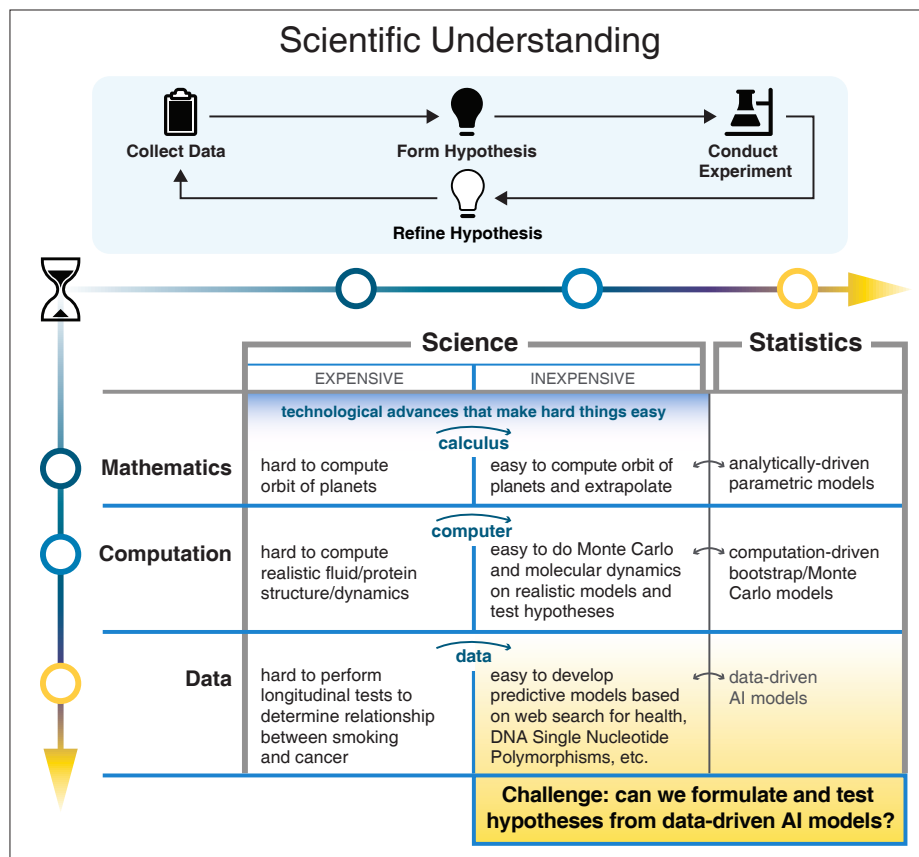 Scientific Understanding
Collect Data
Form Hypothesis
Conduct
Experiment
Refine Hypothesis
Science
Statistics
EXPENSIVE
INEXPENSIVE
technological advances that make hard things easy
calculus
Mathematics
hard to compute
orbit of planets
easy to compute orbit of
planets and extrapolate
analytically-driven
parametric models
computer
Computation
hard to compute
realistic fluid/protein
structure/dynamics
easy to do Monte Carlo
and molecular dynamics
on realistic models and
test hypotheses
computation-driven
bootstrap/Monte
Carlo models
data
Data
hard to perform
longitudinal tests to
determine relationship
between smoking
and cancer
easy to develop
predictive models based
on web search for health,
DNA Single Nucleotide
Polymorphisms, etc.
data-driven
AI models
Challenge: can we formulate and test
hypotheses from data-driven AI models?